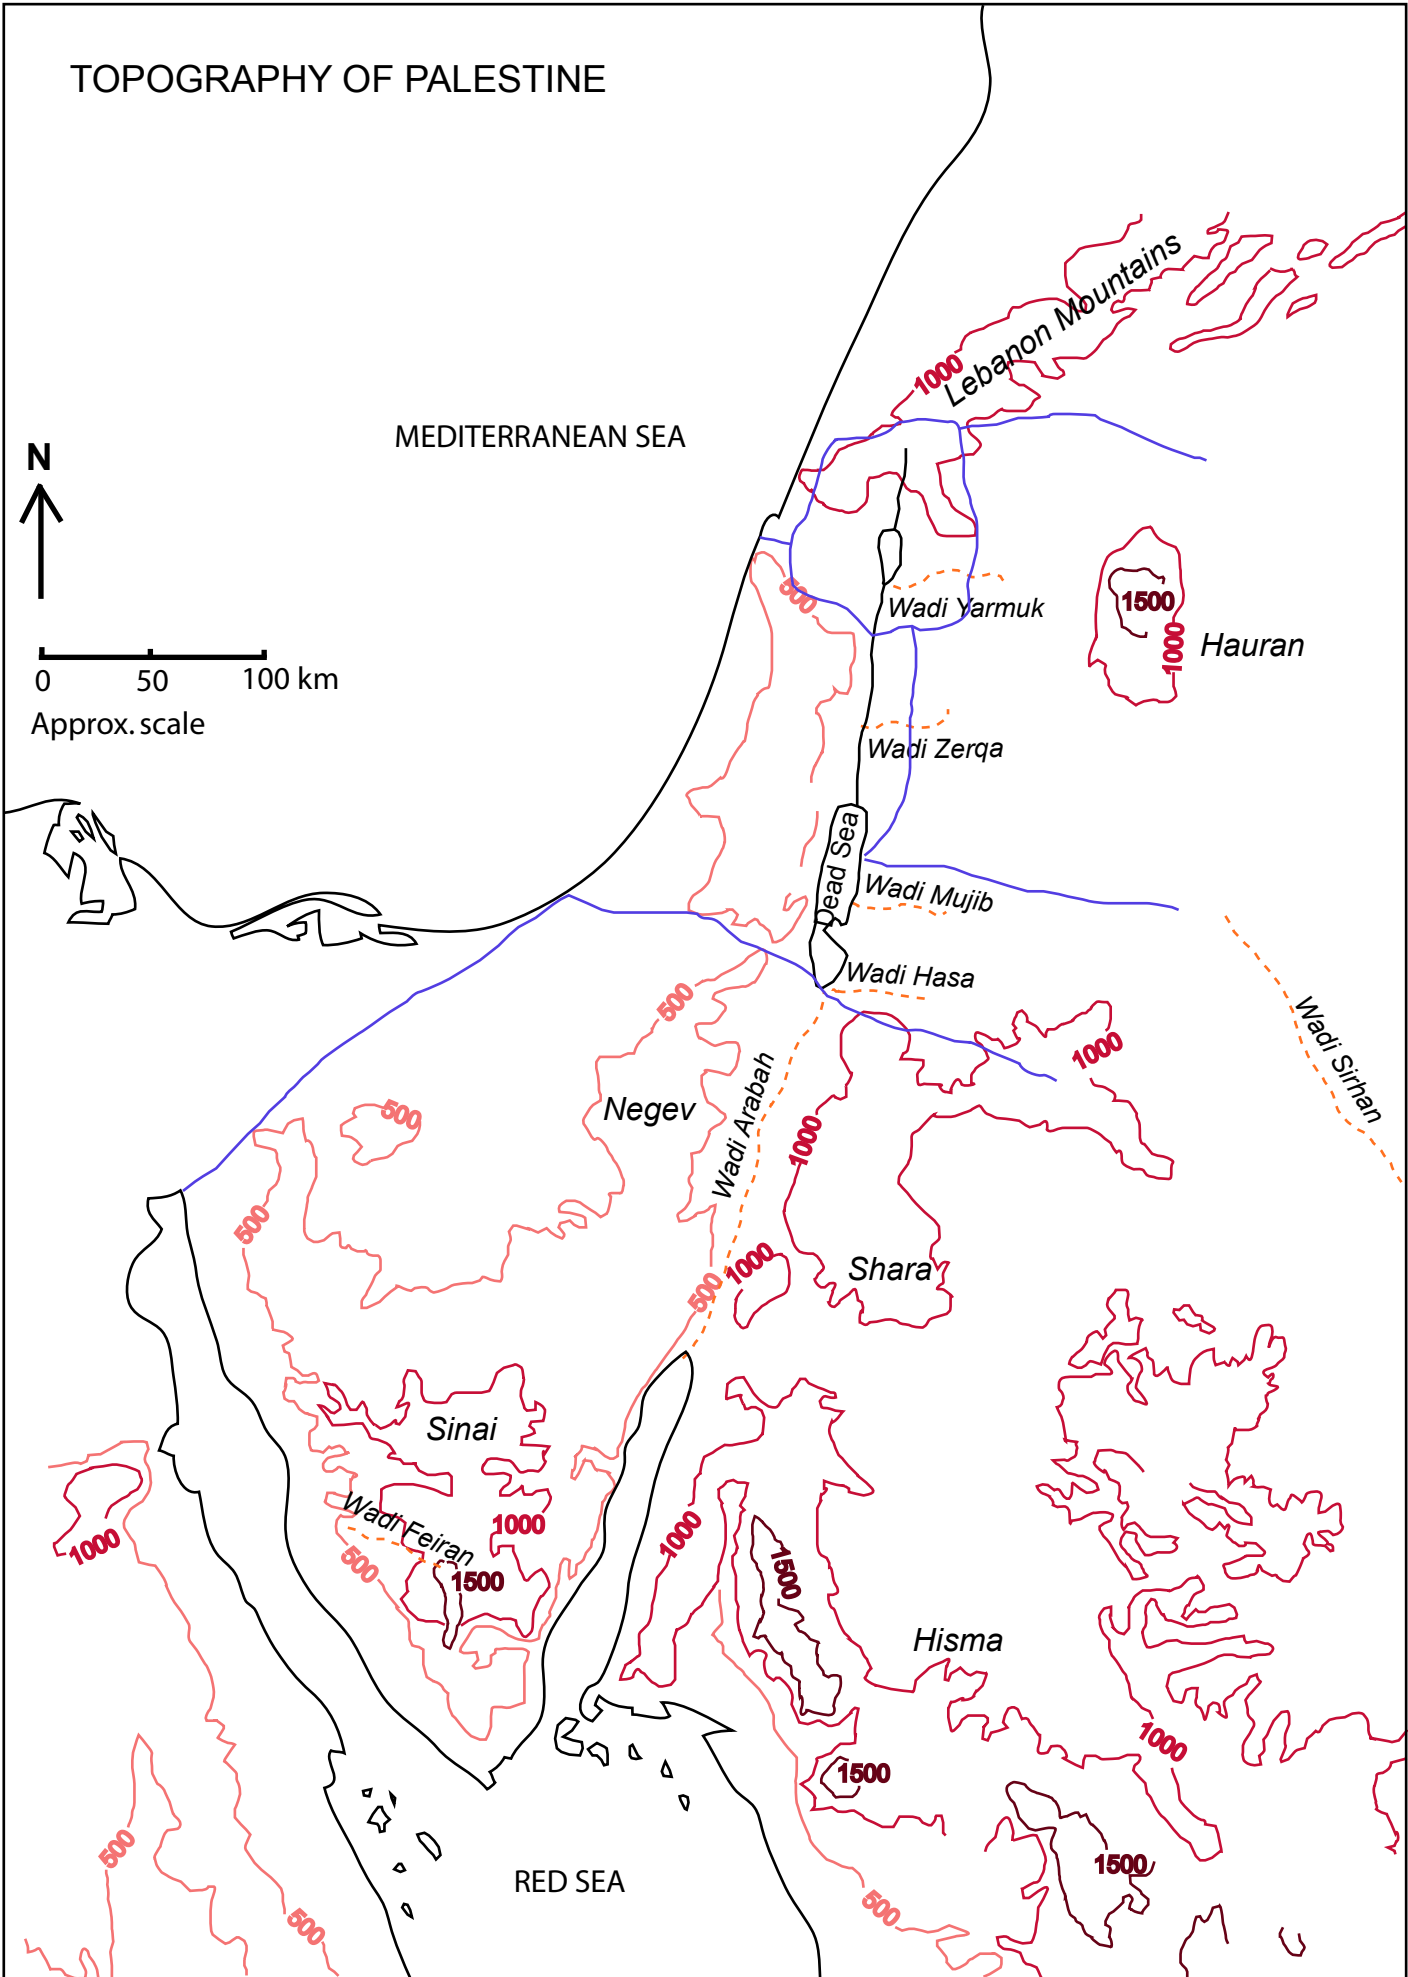 TOPOGRAPHY OF PALESTINE
Lebanon Mountains
1000
MEDITERRANEAN SEA
N
500
Wadi Yarmuk
1500
1000
Hauran
0 50 100 km
Approx. scale
Wadi Zerqa
Dead Sea
Wadi Mujib
Wadi Hasa
500
Wadi Sirhan
1000
Negev
500
Wadi Arabah
1000
500
Shara
1000
500
Sinai
Wadi Feiran
1000
1000
1000
500
1500
1500
Hisma
1000
1500
500
1500
RED SEA
500
500